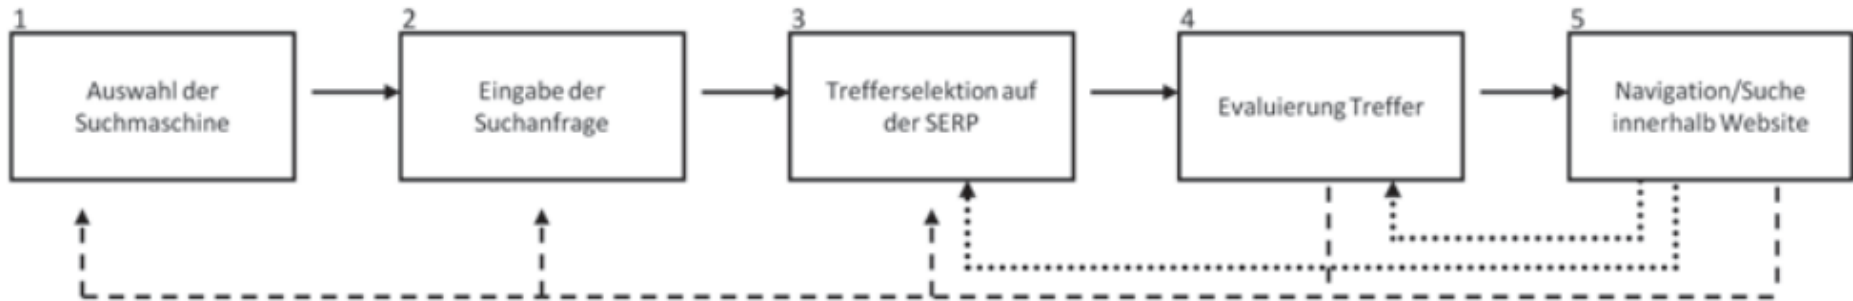 1
Auswahl der
Suchmaschine
2
Eingabe der
Suchanfrage
3
Trefferselektion auf
der SERP
4
Evaluierung Treffer
5
Navigation/Suche
innerhalb Website